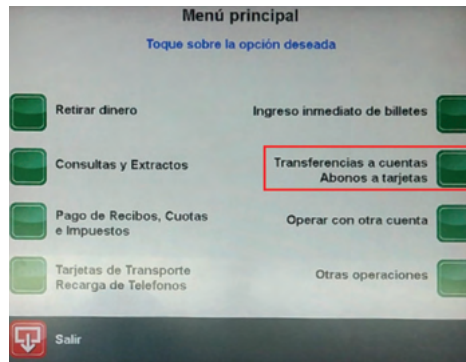 Menú principal
Toque sobre la opción deseada
Retirar dinero
Ingreso inmediato de billetes
Consultas y Extractos
Transferencias a cuentas
Abonos a tarjetas
Pago de Recibos, Cuotas
e Impuestos
Operar con otra cuenta
Tarjetas de Transporte
Recarga de Telefonos
Otras operaciones
Salir